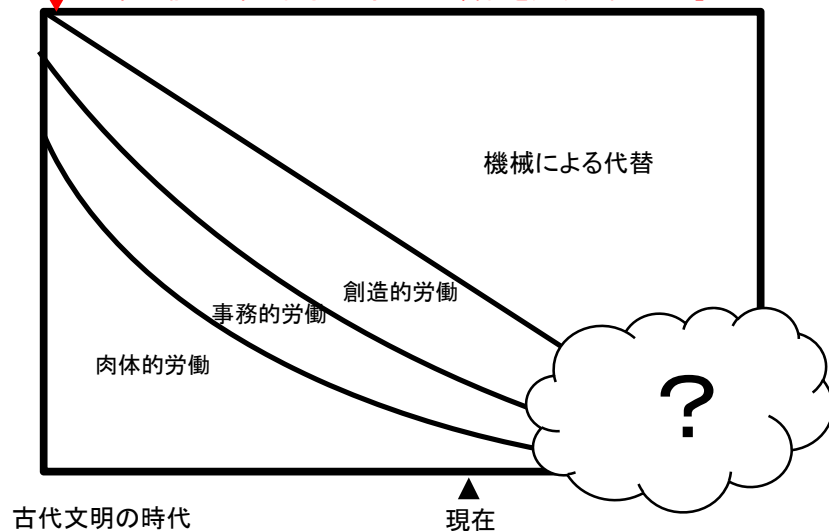 機械による代替
創造的労働
事務的労働
肉体的労働
?
▲
古代文明の時代
現在